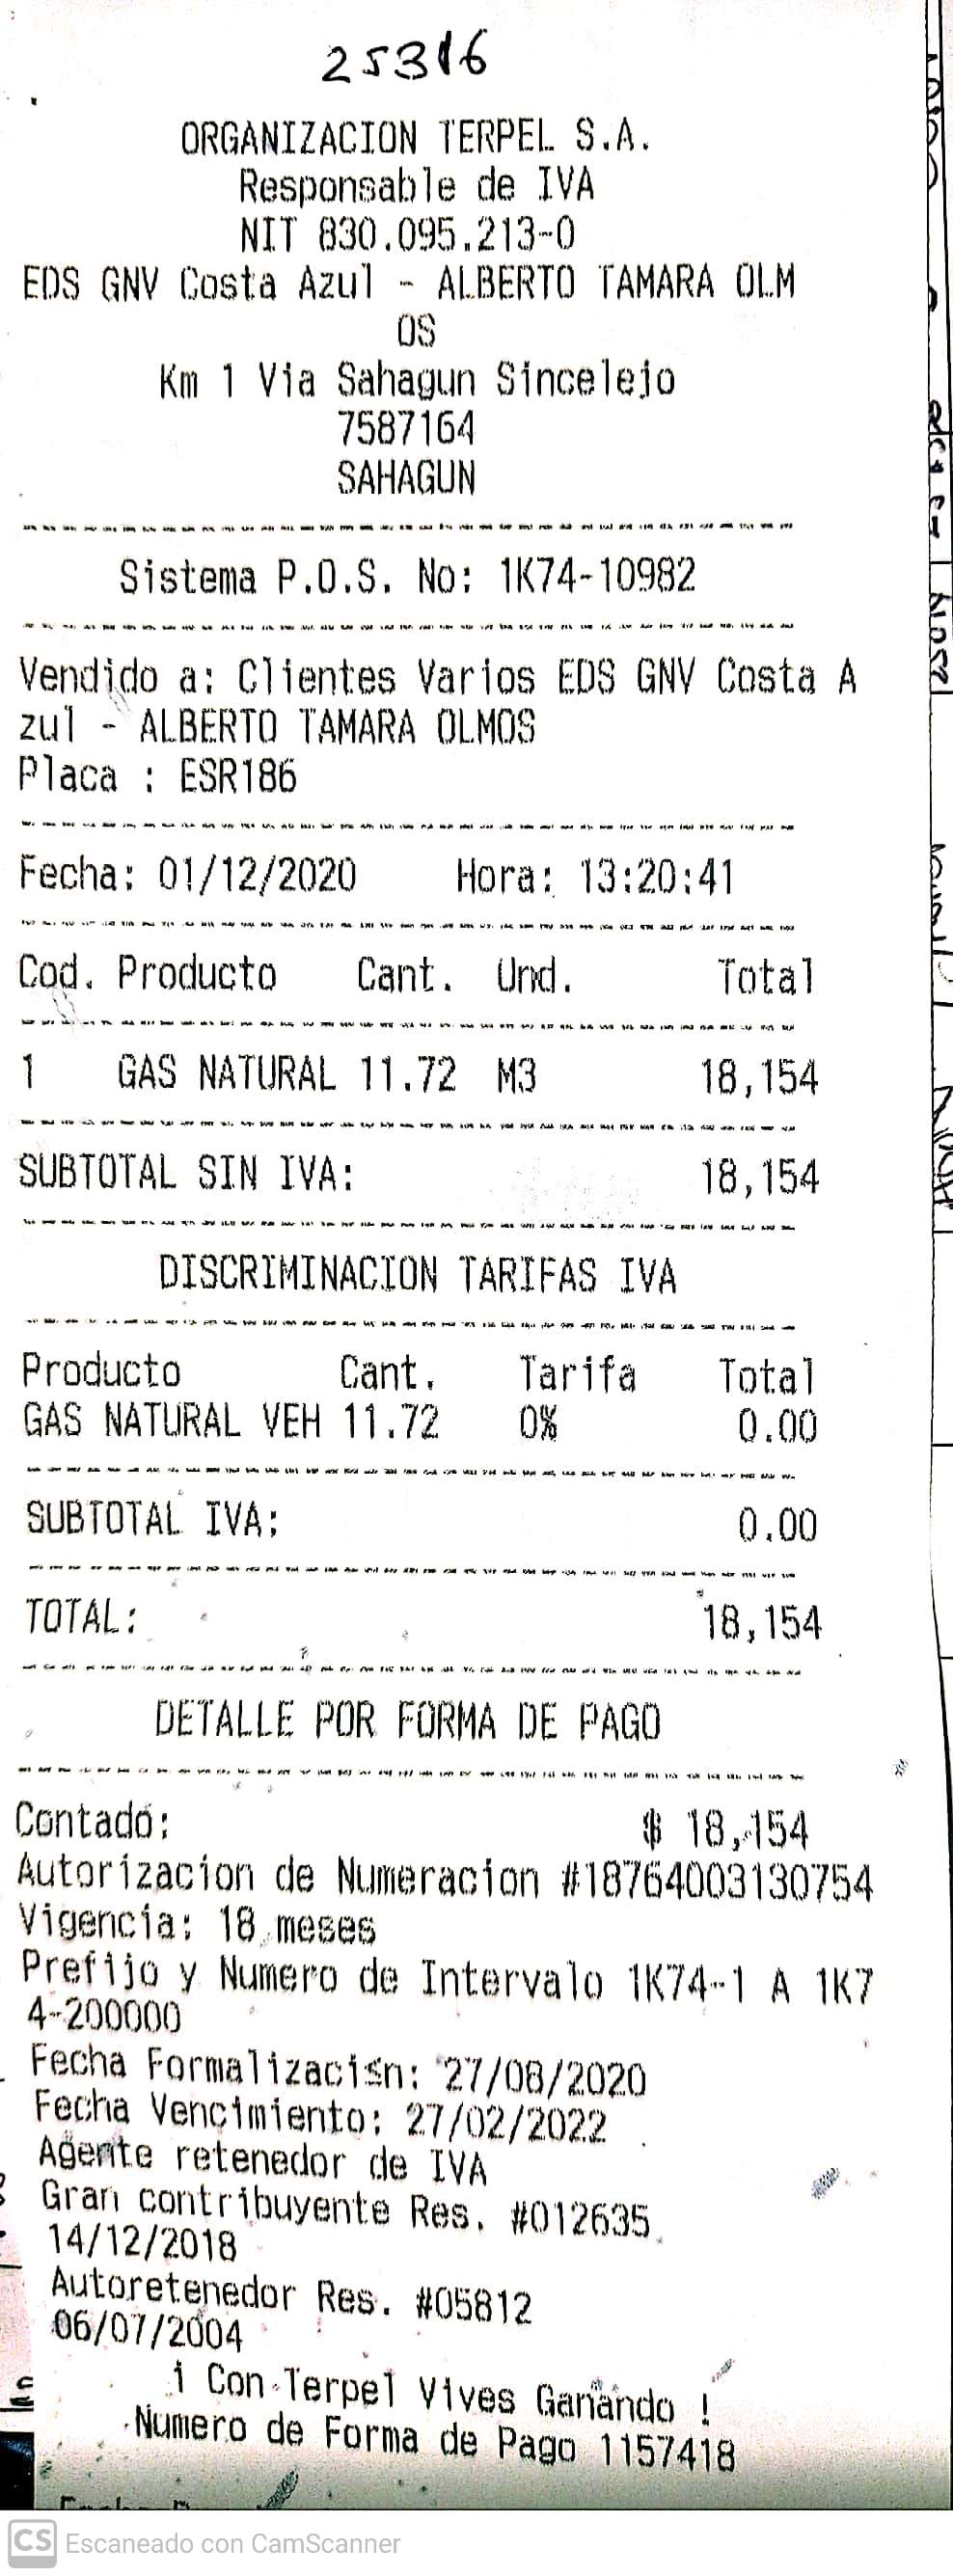 25316
ORGANIZACION TERPEL S.A.
Responsable de IVA
NIT 830.095.213-0
EDS GNV Costa Azul - ALBERTO TAMARA OLM
OS
Km 1 Via Sahagun Sincelejo
7587164
SAHAGUN
Sistema P.O.S. No: 1K74-10982
Vendido a: Clientes Varios EDS GNV Costa A
zul - ALBERTO TAMARA OLMOS
Placa : ESR186
Fecha: 01/12/2020 Hora: 13:20:41
Cod. Producto Cant. Und. Total
1 GAS NATURAL 11.72 M3 18,154
SUBTOTAL SIN IVA: 18,154
DISCRIMINACION TARIFAS IVA
Producto Cant. Tarifa Total
GAS NATURAL VEH 11.72 0% 0.00
SUBTOTAL IVA: 0.00
TOTAL: 18,154
DETALLE POR FORMA DE PAGO
Contado: $ 18,154
Autorizacion de Numeracion #18764003130754
Vigencia: 18 meses
Prefijo y Numero de Intervalo 1K74-1 A 1K7
4-200000
Fecha Formalizacisn: 27/08/2020
Fecha Vencimiento: 27/02/2022
Agente retenedor de IVA
Gran contribuyente Res. #012635
14/12/2018
Autoretenedor Res. #05812
06/07/2004
¡ Con Terpel Vives Ganando !
Numero de Forma de Pago 1157418
CS Escaneado con CamScanner